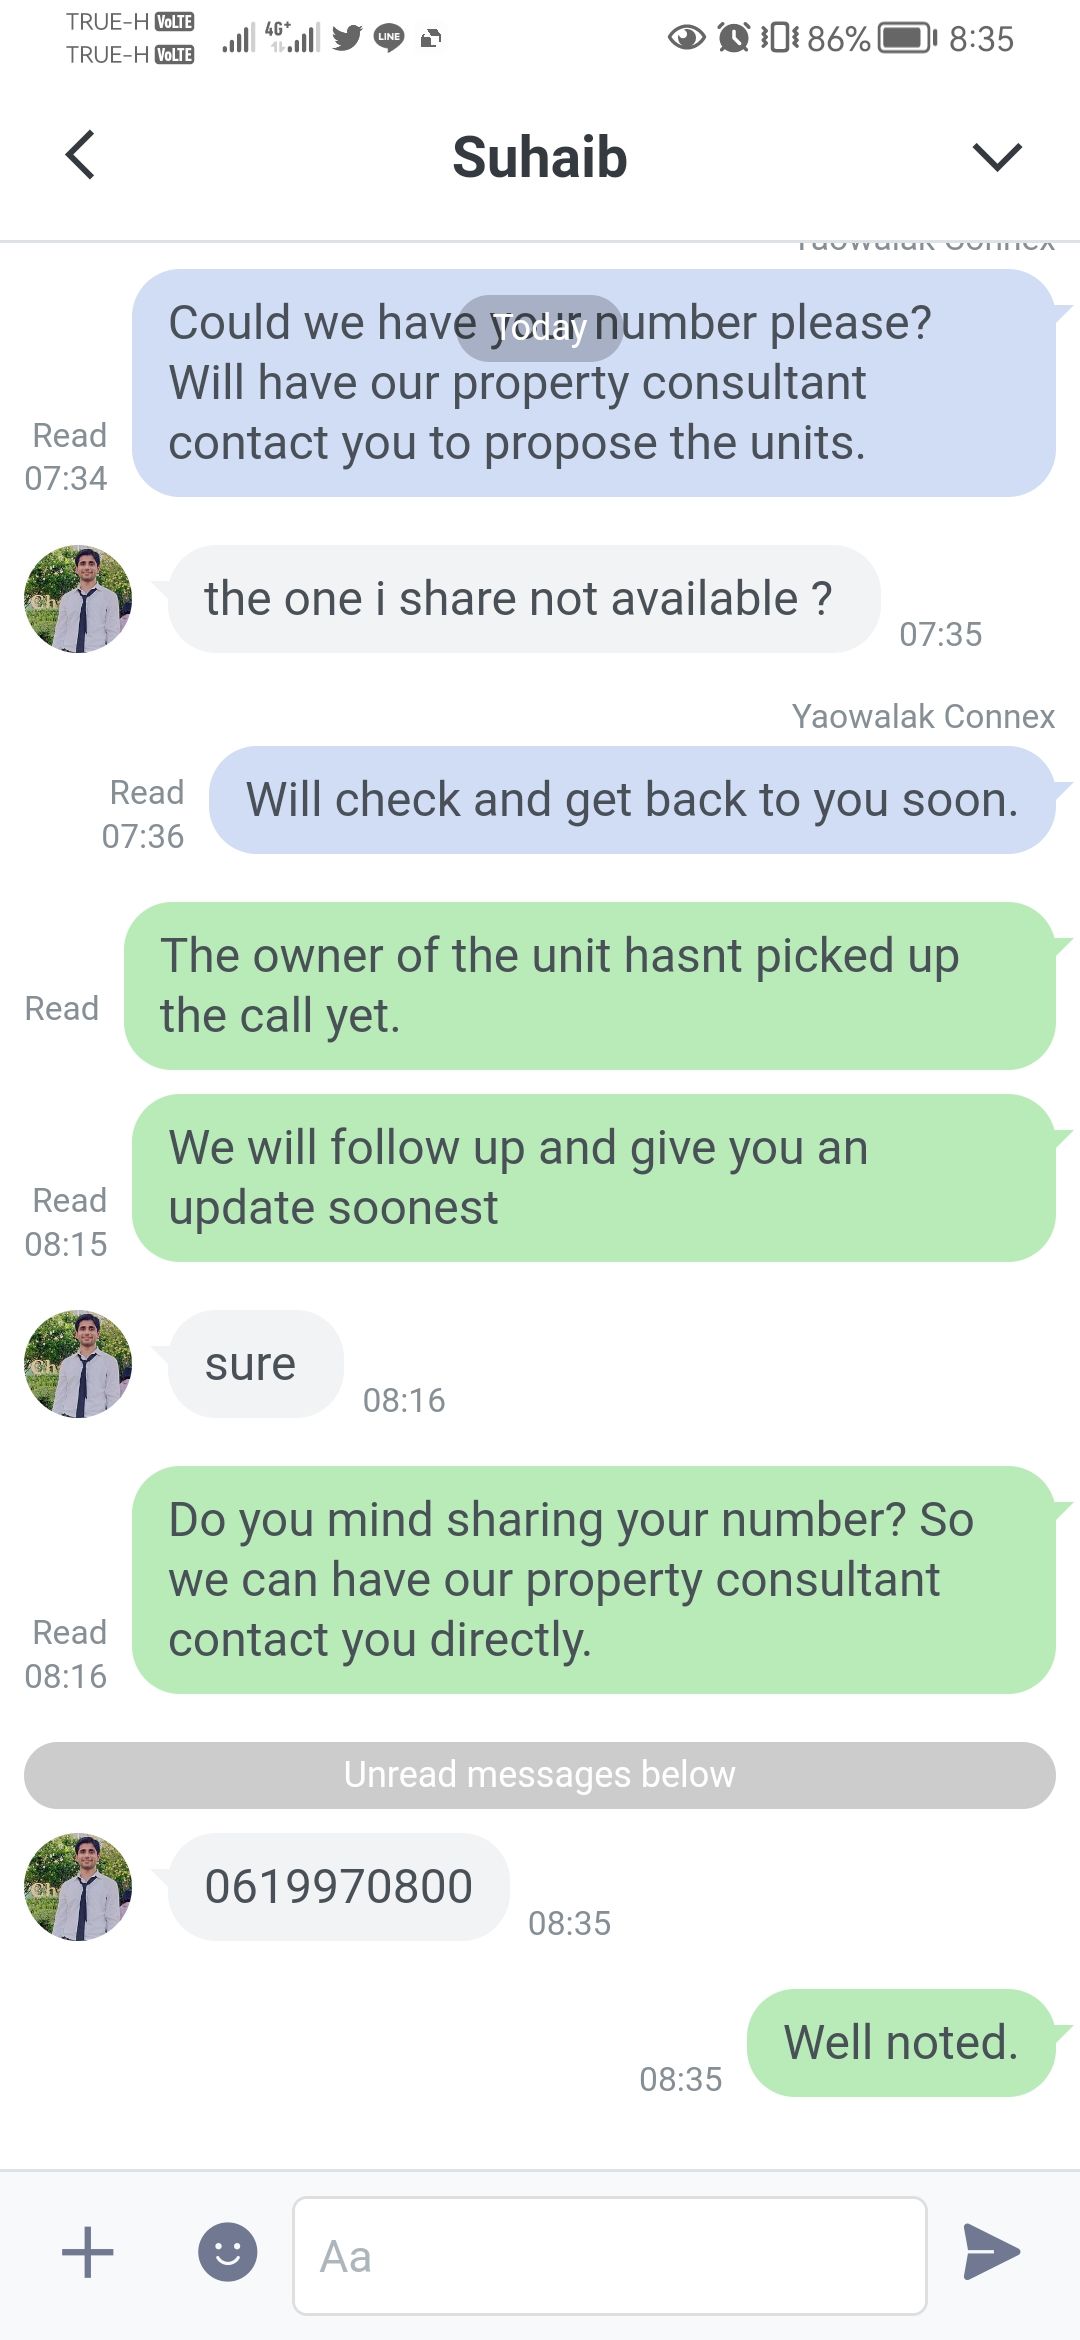 TRUE-H VoLTE
TRUE-H VoLTE
4G+
LINE
86%
8:35
Suhaib
Yaowalak Connex
Today
Could we have your number please?
Will have our property consultant
contact you to propose the units.
Read
07:34
the one i share not available ?
07:35
Yaowalak Connex
Will check and get back to you soon.
Read
07:36
The owner of the unit hasnt picked up
the call yet.
Read
We will follow up and give you an
update soonest
Read
08:15
sure
08:16
Do you mind sharing your number? So
we can have our property consultant
contact you directly.
Read
08:16
Unread messages below
0619970800
08:35
Well noted.
08:35
Aa